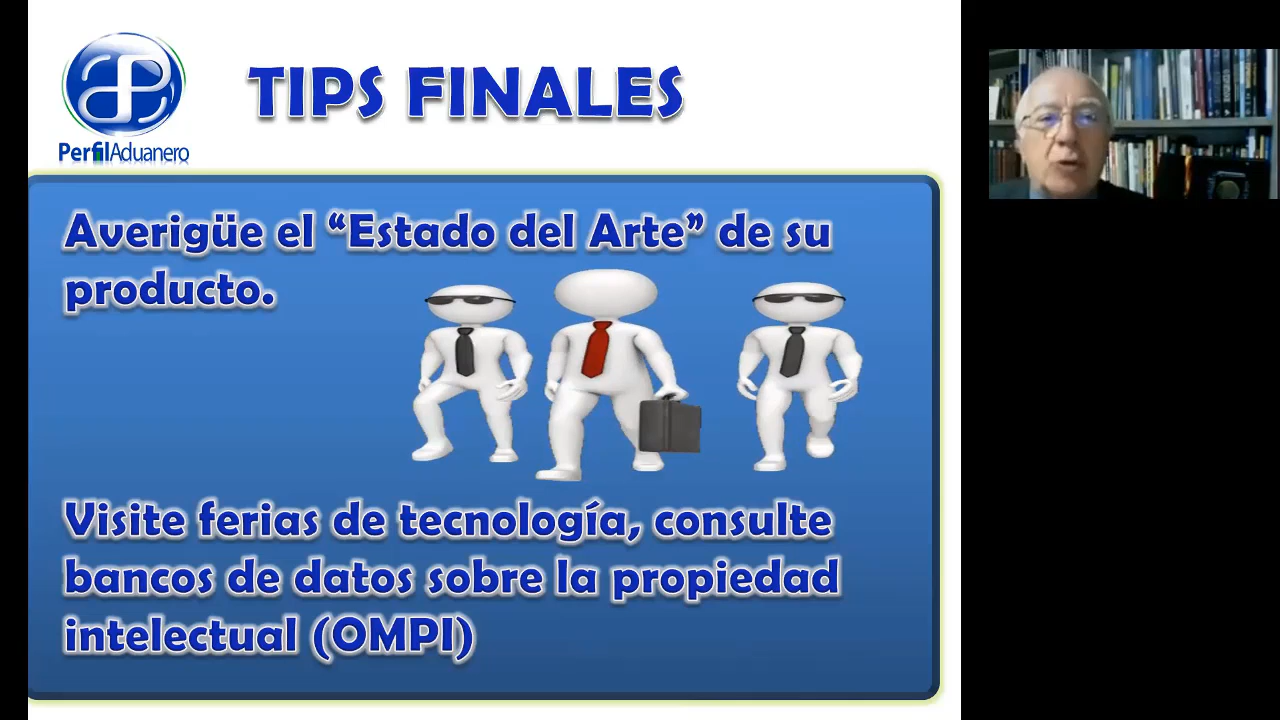 TIPS FINALES
PerfilAduanero
Averigüe el “Estado del Arte” de su
producto.
Visite ferias de tecnología, consulte
bancos de datos sobre la propiedad
intelectual (OMPI)